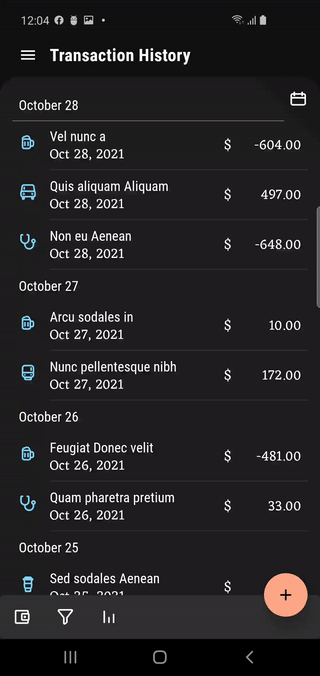 12:04
Transaction History
October 28
Vel nunc a
Oct 28, 2021
$ -604.00
Quis aliquam Aliquam
Oct 28, 2021
$ 497.00
Non eu Aenean
Oct 28, 2021
$ -648.00
October 27
Arcu sodales in
Oct 27, 2021
$ 10.00
Nunc pellentesque nibh
Oct 27, 2021
$ 172.00
October 26
Feugiat Donec velit
Oct 26, 2021
$ -481.00
Quam pharetra pretium
Oct 26, 2021
$ 33.00
October 25
Sed sodales Aenean
Oct 25, 2021
$